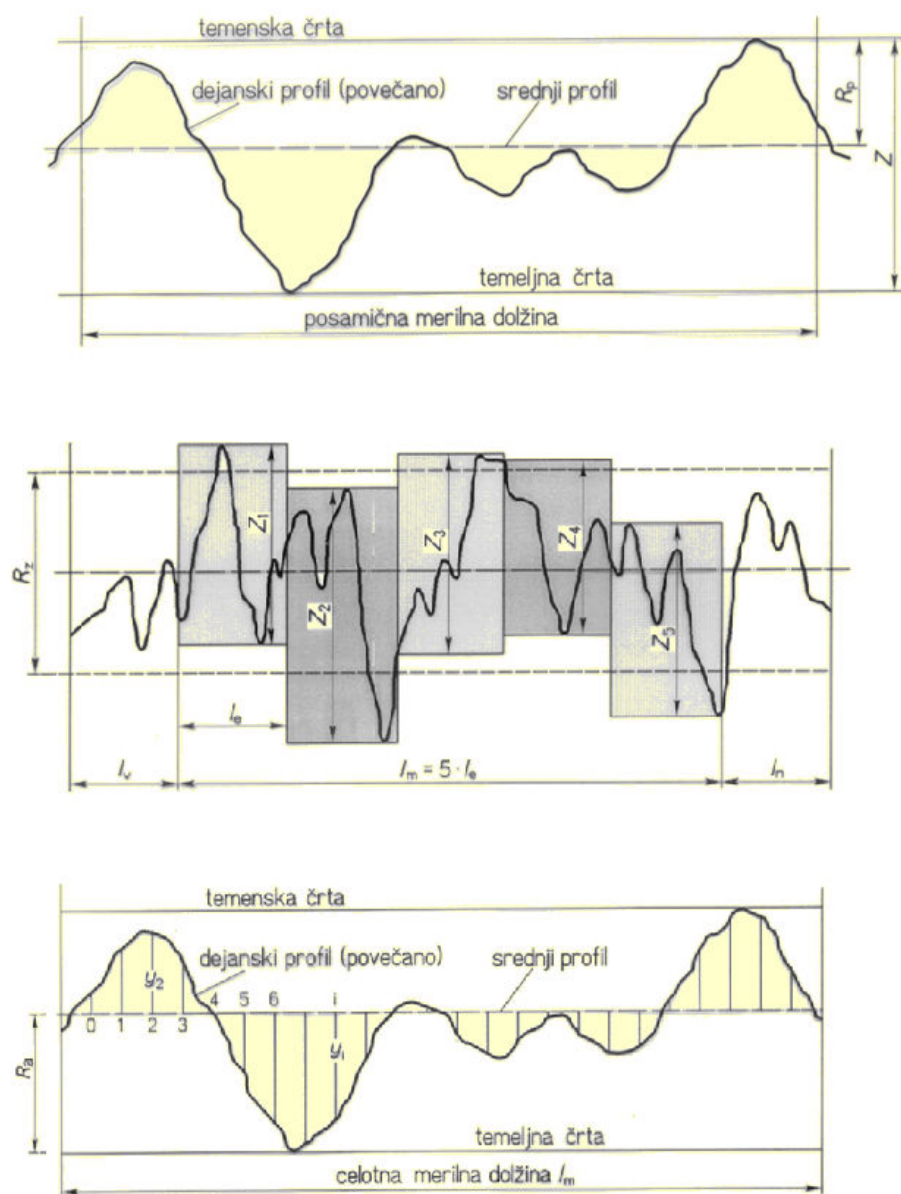 temenska črta
dejanski profil (povečano)
srednji profil
Rp
Z
temeljna črta
posamična merilna dolžina
Z1
Z2
Z3
Z4
Z5
Rz
le
lv
lm = 5 · le
ln
temenska črta
dejanski profil (povečano)
srednji profil
y2
4 5 6 i
0 1 2 3
yi
Ra
temeljna črta
celotna merilna dolžina lm